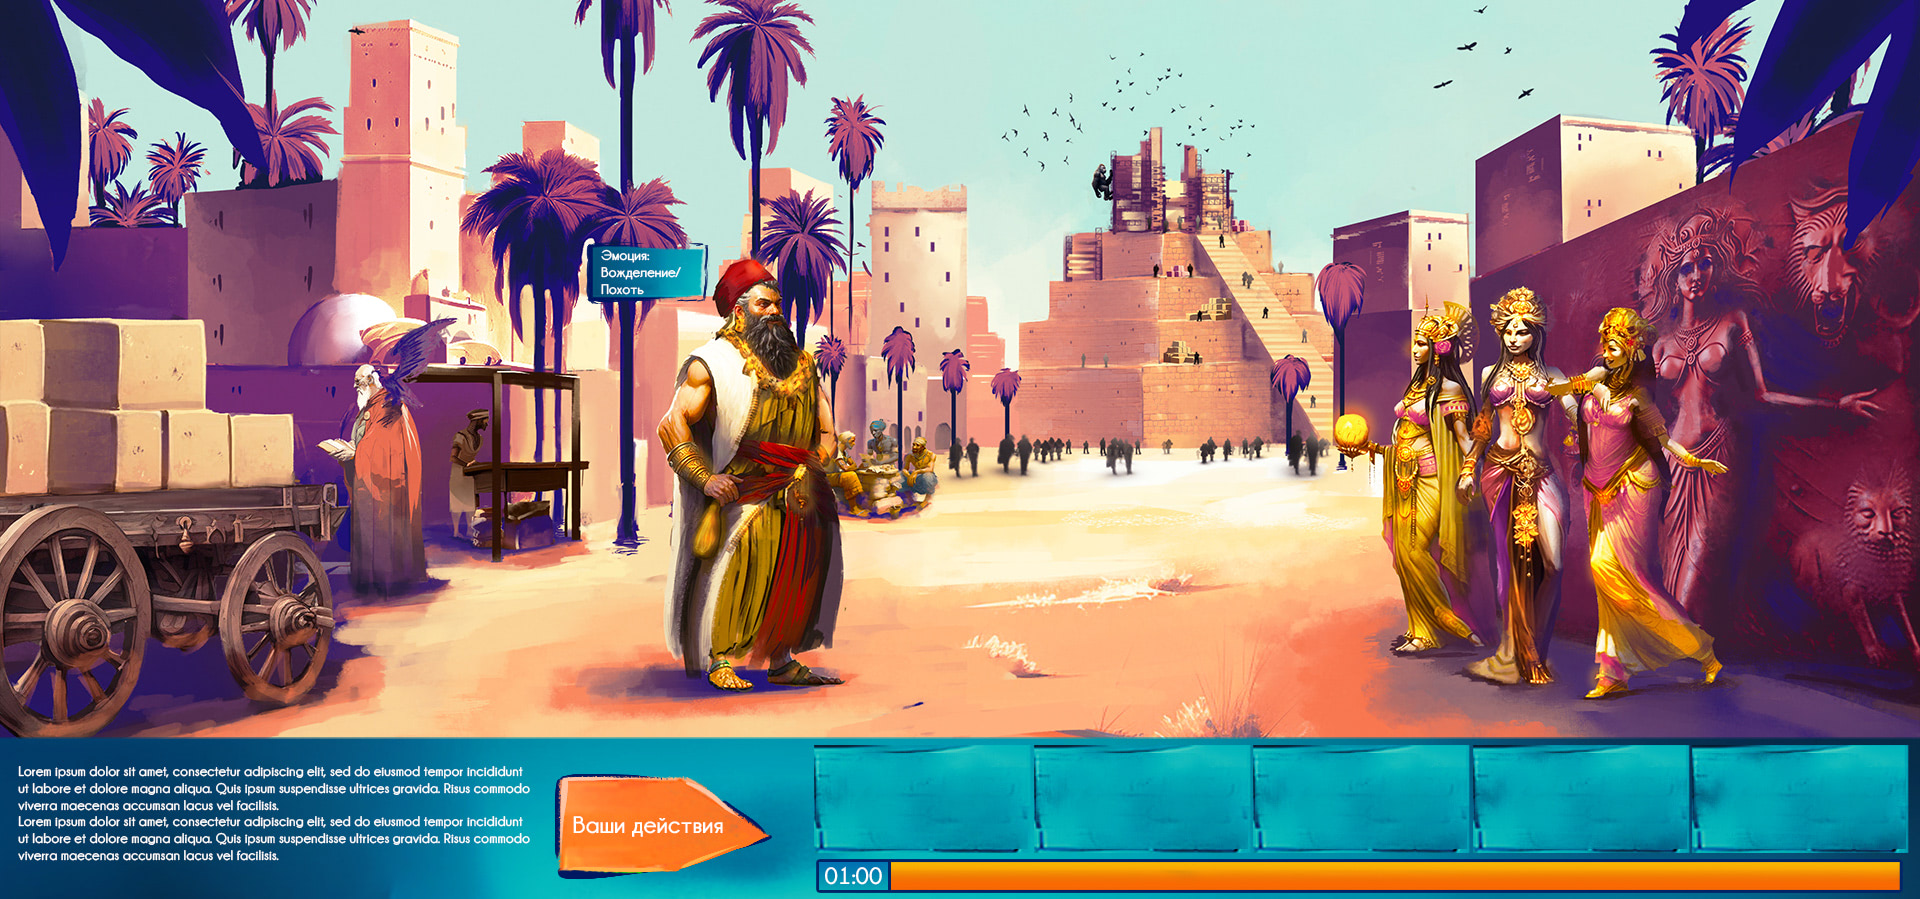 Эмоция:
Вожделение/
Похоть
Lorem ipsum dolor sit amet, consectetur adipiscing elit, sed do eiusmod tempor incididunt
ut labore et dolore magna aliqua. Quis ipsum suspendisse ultrices gravida. Risus commodo
viverra maecenas accumsan lacus vel facilisis.
Lorem ipsum dolor sit amet, consectetur adipiscing elit, sed do eiusmod tempor incididunt
ut labore et dolore magna aliqua. Quis ipsum suspendisse ultrices gravida. Risus commodo
viverra maecenas accumsan lacus vel facilisis.
Ваши действия
01:00